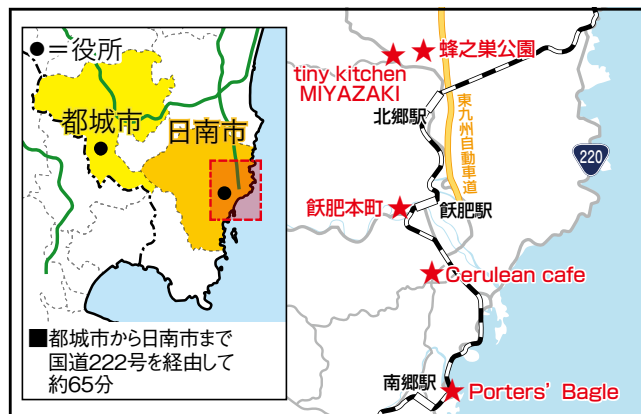 ●＝役所
都城市
日南市
■都城市から日南市まで
国道222号を経由して
約65分
蜂之巣公園
tiny kitchen
MIYAZAKI
北郷駅
東九州自動車道
220
飫肥本町
飫肥駅
Cerulean cafe
南郷駅
Porters’ Bagle